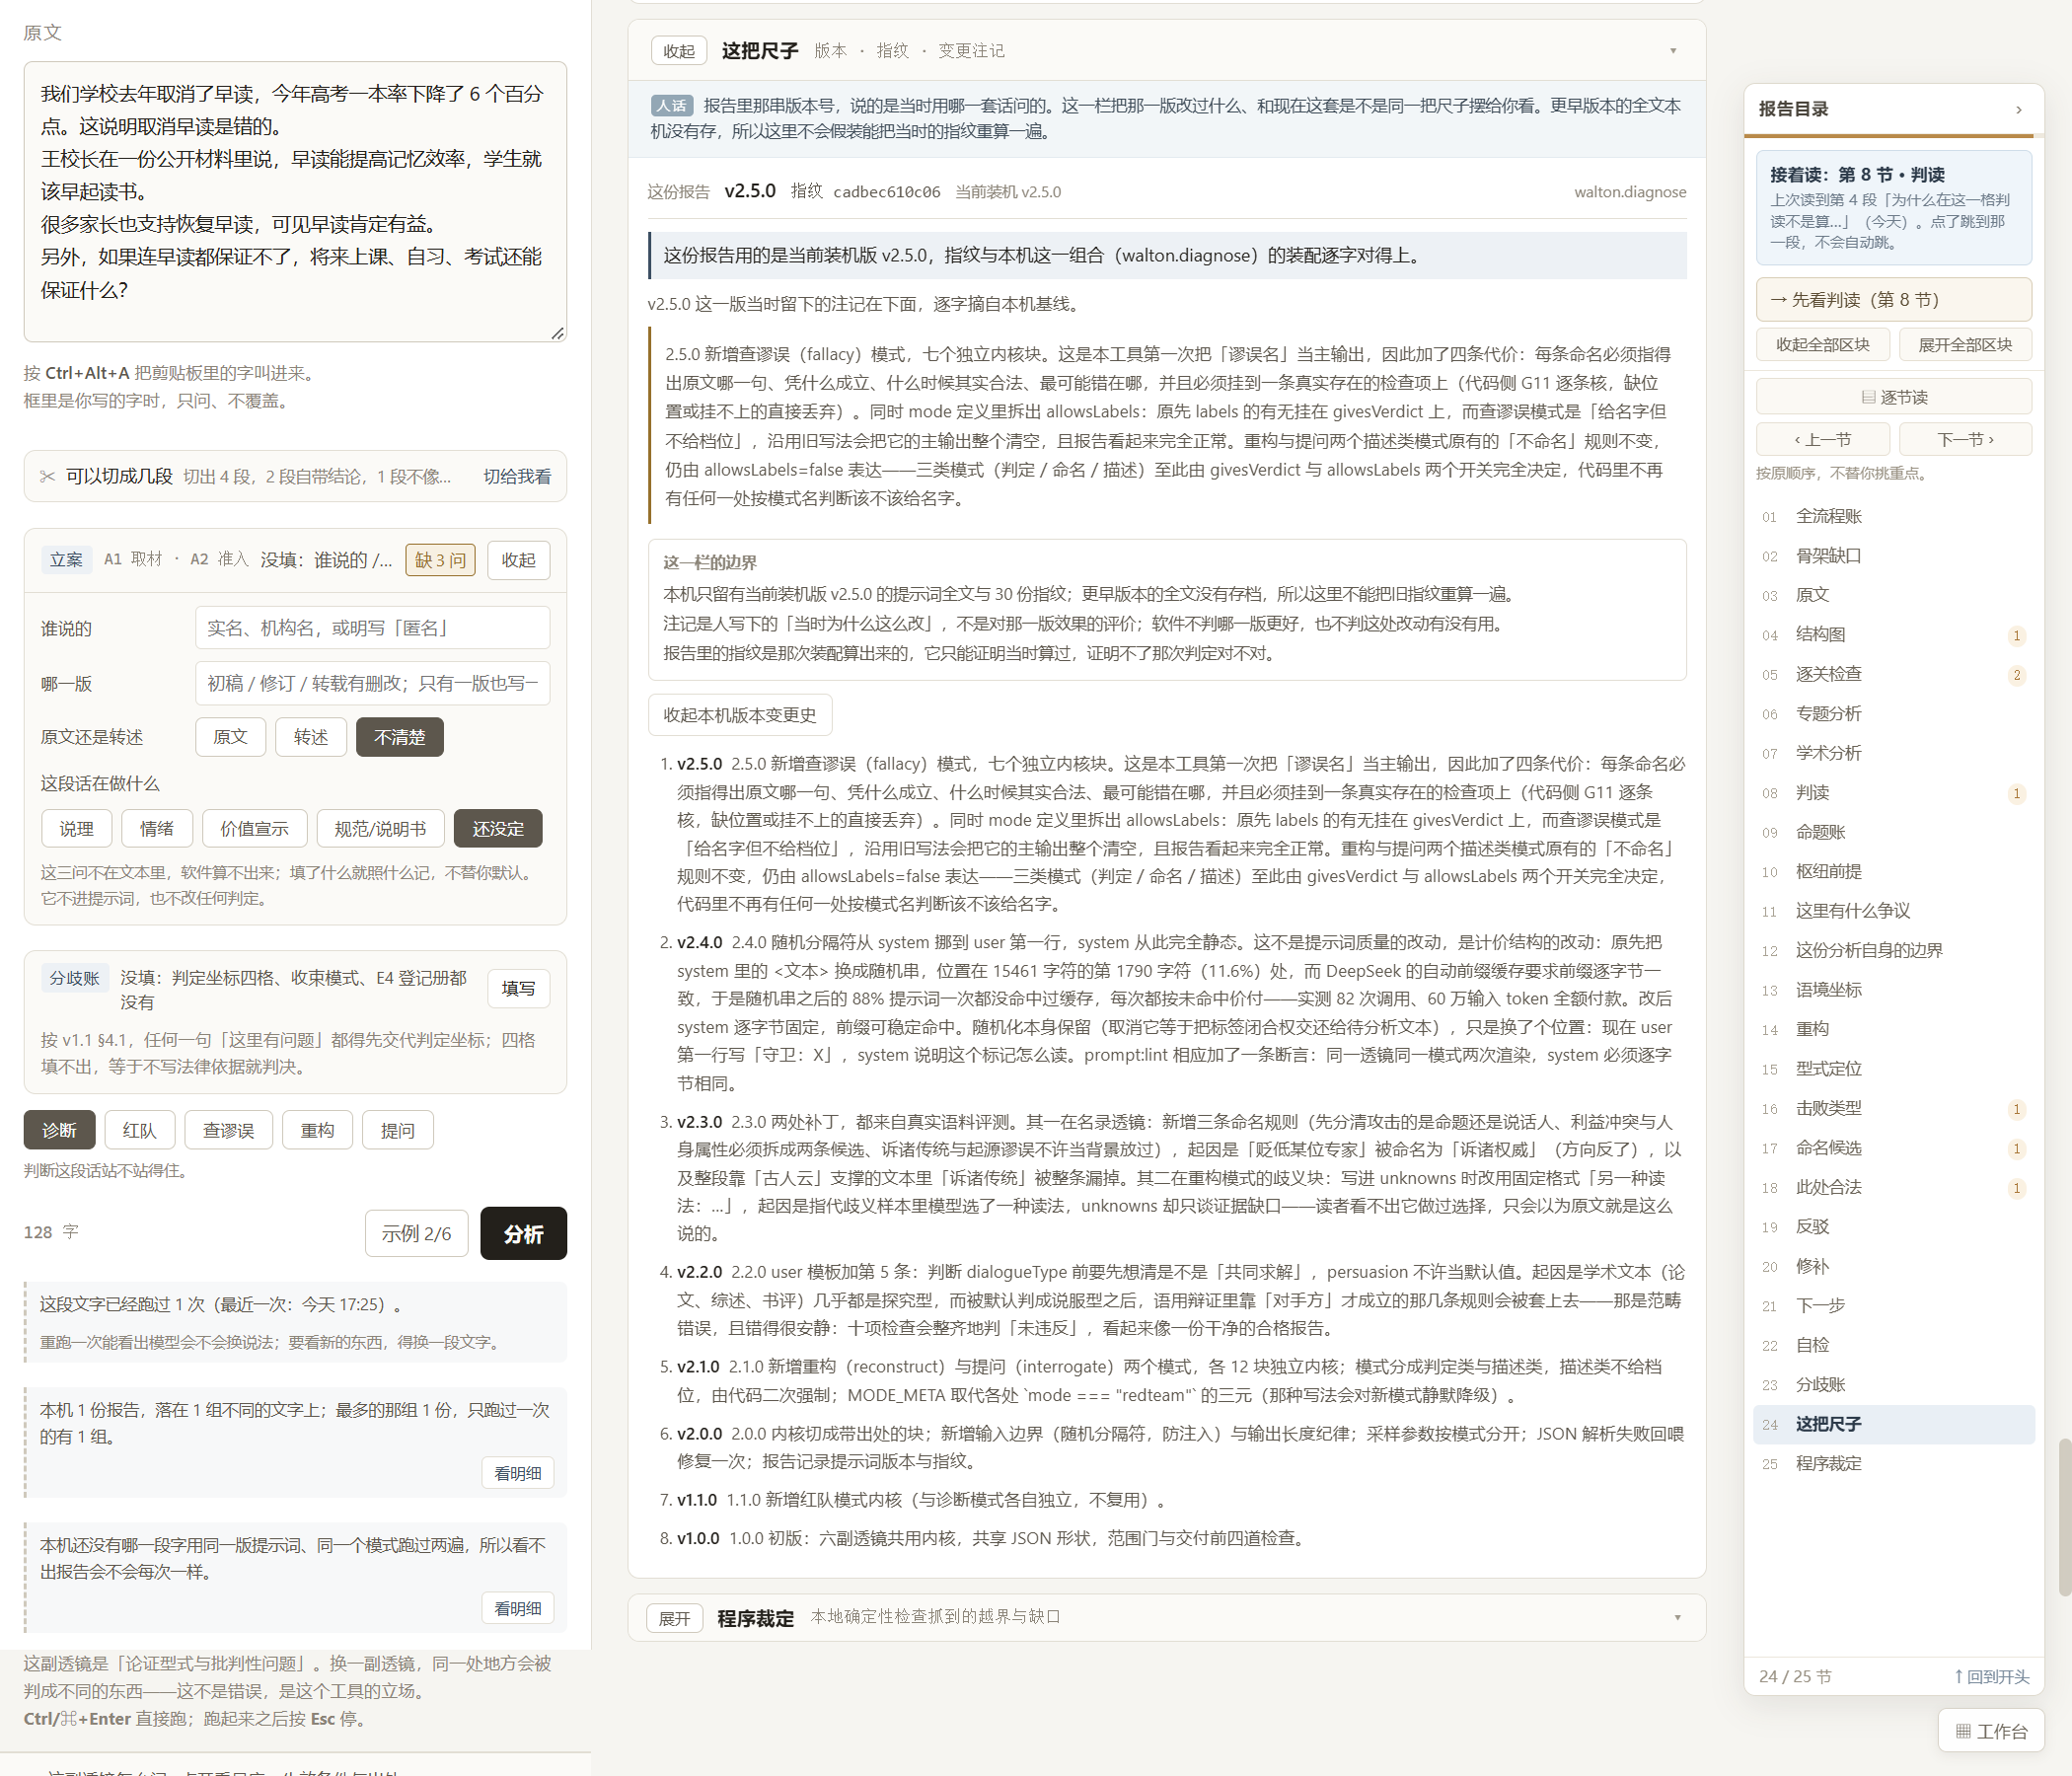 原文
我们学校去年取消了早读，今年高考一本率下降了 6 个百分
点。这说明取消早读是错的。
王校长在一份公开材料里说，早读能提高记忆效率，学生就
该早起读书。
很多家长也支持恢复早读，可见早读肯定有益。
另外，如果连早读都保证不了，将来上课、自习、考试还能
保证什么？
按 Ctrl+Alt+A 把剪贴板里的字叫进来。
框里是你写的字时，只问、不覆盖。
可以切成几段 切出 4 段，2 段自带结论，1 段不像... 切给我看
立案 A1 取材 · A2 准入 没填：谁说的 /... 缺 3 问 收起
谁说的 实名、机构名，或明写「匿名」
哪一版 初稿 / 修订 / 转载有删改；只有一版也写一
原文还是转述 原文 转述 不清楚
这段话在做什么
说理 情绪 价值宣示 规范/说明书 还没定
这三问不在文本里，软件算不出来；填了什么就照什么记，不替你默认。
它不进提示词，也不改任何判定。
分歧账 没填：判定坐标四格、收束模式、E4 登记册都
没有
填写
按 v1.1 §4.1，任何一句「这里有问题」都得先交代判定坐标；四格
填不出，等于不写法律依据就判决。
诊断 红队 查谬误 重构 提问
判断这段话站不站得住。
128 字 示例 2/6 分析
这段文字已经跑过 1 次（最近一次：今天 17:25）。
重跑一次能看出模型会不会换说法；要看新的东西，得换一段文字。
本机 1 份报告，落在 1 组不同的文字上；最多的那组 1 份，只跑过一次
的有 1 组。
看明细
本机还没有哪一段字用同一版提示词、同一个模式跑过两遍，所以看不
出报告会不会每次一样。
看明细
这副透镜是「论证型式与批判性问题」。换一副透镜，同一处地方会被
判成不同的东西——这不是错误，是这个工具的立场。
Ctrl/⌘+Enter 直接跑；跑起来之后按 Esc 停。
收起 这把尺子 版本 · 指纹 · 变更注记
人话 报告里那串版本号，说的是当时用哪一套话问的。这一栏把那一版改过什么、和现在这套是不是同一把尺子摆给你看。更早版本的全文本
机没有存，所以这里不会假装能把当时的指纹重算一遍。
这份报告 v2.5.0 指纹 cadbec610c06 当前装机 v2.5.0 walton.diagnose
这份报告用的是当前装机版 v2.5.0，指纹与本机这一组合（walton.diagnose）的装配逐字对得上。
v2.5.0 这一版当时留下的注记在下面，逐字摘自本机基线。
2.5.0 新增查谬误（fallacy）模式，七个独立内核块。这是本工具第一次把「谬误名」当主输出，因此加了四条代价：每条命名必须指得
出原文哪一句、凭什么成立、什么时候其实合法、最可能错在哪，并且必须挂到一条真实存在的检查项上（代码侧 G11 逐条核，缺位
置或挂不上的直接丢弃）。同时 mode 定义里拆出 allowsLabels：原先 labels 的有无挂在 givesVerdict 上，而查谬误模式是「给名字但
不给档位」，沿用旧写法会把它的主输出整个清空，且报告看起来完全正常。重构与提问两个描述类模式原有的「不命名」规则不变，
仍由 allowsLabels=false 表达——三类模式（判定 / 命名 / 描述）至此由 givesVerdict 与 allowsLabels 两个开关完全决定，代码里不再
有任何一处按模式名判断该不该给名字。
这一栏的边界
本机只留有当前装机版 v2.5.0 的提示词全文与 30 份指纹；更早版本的全文没有存档，所以这里不能把旧指纹重算一遍。
注记是人写下的「当时为什么这么改」，不是对那一版效果的评价；软件不判哪一版更好，也不判这处改动有没有用。
报告里的指纹是那次装配算出来的，它只能证明当时算过，证明不了那次判定对不对。
收起本机版本变更史
1. v2.5.0 2.5.0 新增查谬误（fallacy）模式，七个独立内核块。这是本工具第一次把「谬误名」当主输出，因此加了四条代价：每条命名必
须指得出原文哪一句、凭什么成立、什么时候其实合法、最可能错在哪，并且必须挂到一条真实存在的检查项上（代码侧 G11 逐条
核，缺位置或挂不上的直接丢弃）。同时 mode 定义里拆出 allowsLabels：原先 labels 的有无挂在 givesVerdict 上，而查谬误模式是
「给名字但不给档位」，沿用旧写法会把它的主输出整个清空，且报告看起来完全正常。重构与提问两个描述类模式原有的「不命名」
规则不变，仍由 allowsLabels=false 表达——三类模式（判定 / 命名 / 描述）至此由 givesVerdict 与 allowsLabels 两个开关完全决定，
代码里不再有任何一处按模式名判断该不该给名字。
2. v2.4.0 2.4.0 随机分隔符从 system 挪到 user 第一行，system 从此完全静态。这不是提示词质量的改动，是计价结构的改动：原先把
system 里的 <文本> 换成随机串，位置在 15461 字符的第 1790 字符（11.6%）处，而 DeepSeek 的自动前缀缓存要求前缀逐字节一
致，于是随机串之后的 88% 提示词一次都没命中过缓存，每次都按未命中价付——实测 82 次调用、60 万输入 token 全额付款。改后
system 逐字节固定，前缀可稳定命中。随机化本身保留（取消它等于把标签闭合权交还给待分析文本），只是换了个位置：现在 user
第一行写「守卫：X」，system 说明这个标记怎么读。prompt:lint 相应加了一条断言：同一透镜同一模式两次渲染，system 必须逐字
节相同。
3. v2.3.0 2.3.0 两处补丁，都来自真实语料评测。其一在名录透镜：新增三条命名规则（先分清攻击的是命题还是说话人、利益冲突与人
身属性必须拆成两条候选、诉诸传统与起源谬误不许当背景放过），起因是「贬低某位专家」被命名为「诉诸权威」（方向反了），以
及整段靠「古人云」支撑的文本里「诉诸传统」被整条漏掉。其二在重构模式的歧义块：写进 unknowns 时改用固定格式「另一种读
法：...」，起因是指代歧义样本里模型选了一种读法，unknowns 却只谈证据缺口——读者看不出它做过选择，只会以为原文就是这么
说的。
4. v2.2.0 2.2.0 user 模板加第 5 条：判断 dialogueType 前要先想清是不是「共同求解」，persuasion 不许当默认值。起因是学术文本（论
文、综述、书评）几乎都是探究型，而被默认判成说服型之后，语用辩证里靠「对手方」才成立的那几条规则会被套上去——那是范畴
错误，且错得很安静：十项检查会整齐地判「未违反」，看起来像一份干净的合格报告。
5. v2.1.0 2.1.0 新增重构（reconstruct）与提问（interrogate）两个模式，各 12 块独立内核；模式分成判定类与描述类，描述类不给档
位，由代码二次强制；MODE_META 取代各处 `mode === "redteam"` 的三元（那种写法会对新模式静默降级）。
6. v2.0.0 2.0.0 内核切成带出处的块；新增输入边界（随机分隔符，防注入）与输出长度纪律；采样参数按模式分开；JSON 解析失败回喂
修复一次；报告记录提示词版本与指纹。
7. v1.1.0 1.1.0 新增红队模式内核（与诊断模式各自独立，不复用）。
8. v1.0.0 1.0.0 初版：六副透镜共用内核，共享 JSON 形状，范围门与交付前四道检查。
展开 程序裁定 本地确定性检查抓到的越界与缺口
报告目录
接着读：第 8 节 · 判读
上次读到第 4 段「为什么在这一格判
读不是算...」（今天）。点了跳到那
一段，不会自动跳。
→ 先看判读（第 8 节）
收起全部区块 展开全部区块
逐节读
‹ 上一节 下一节 ›
按原顺序，不替你挑重点。
01 全流程账
02 骨架缺口
03 原文
04 结构图 1
05 逐关检查 2
06 专题分析
07 学术分析
08 判读 1
09 命题账
10 枢纽前提
11 这里有什么争议
12 这份分析自身的边界
13 语境坐标
14 重构
15 型式定位
16 击败类型 1
17 命名候选 1
18 此处合法 1
19 反驳
20 修补
21 下一步
22 自检
23 分歧账
24 这把尺子
25 程序裁定
24 / 25 节 ↑ 回到开头
工作台